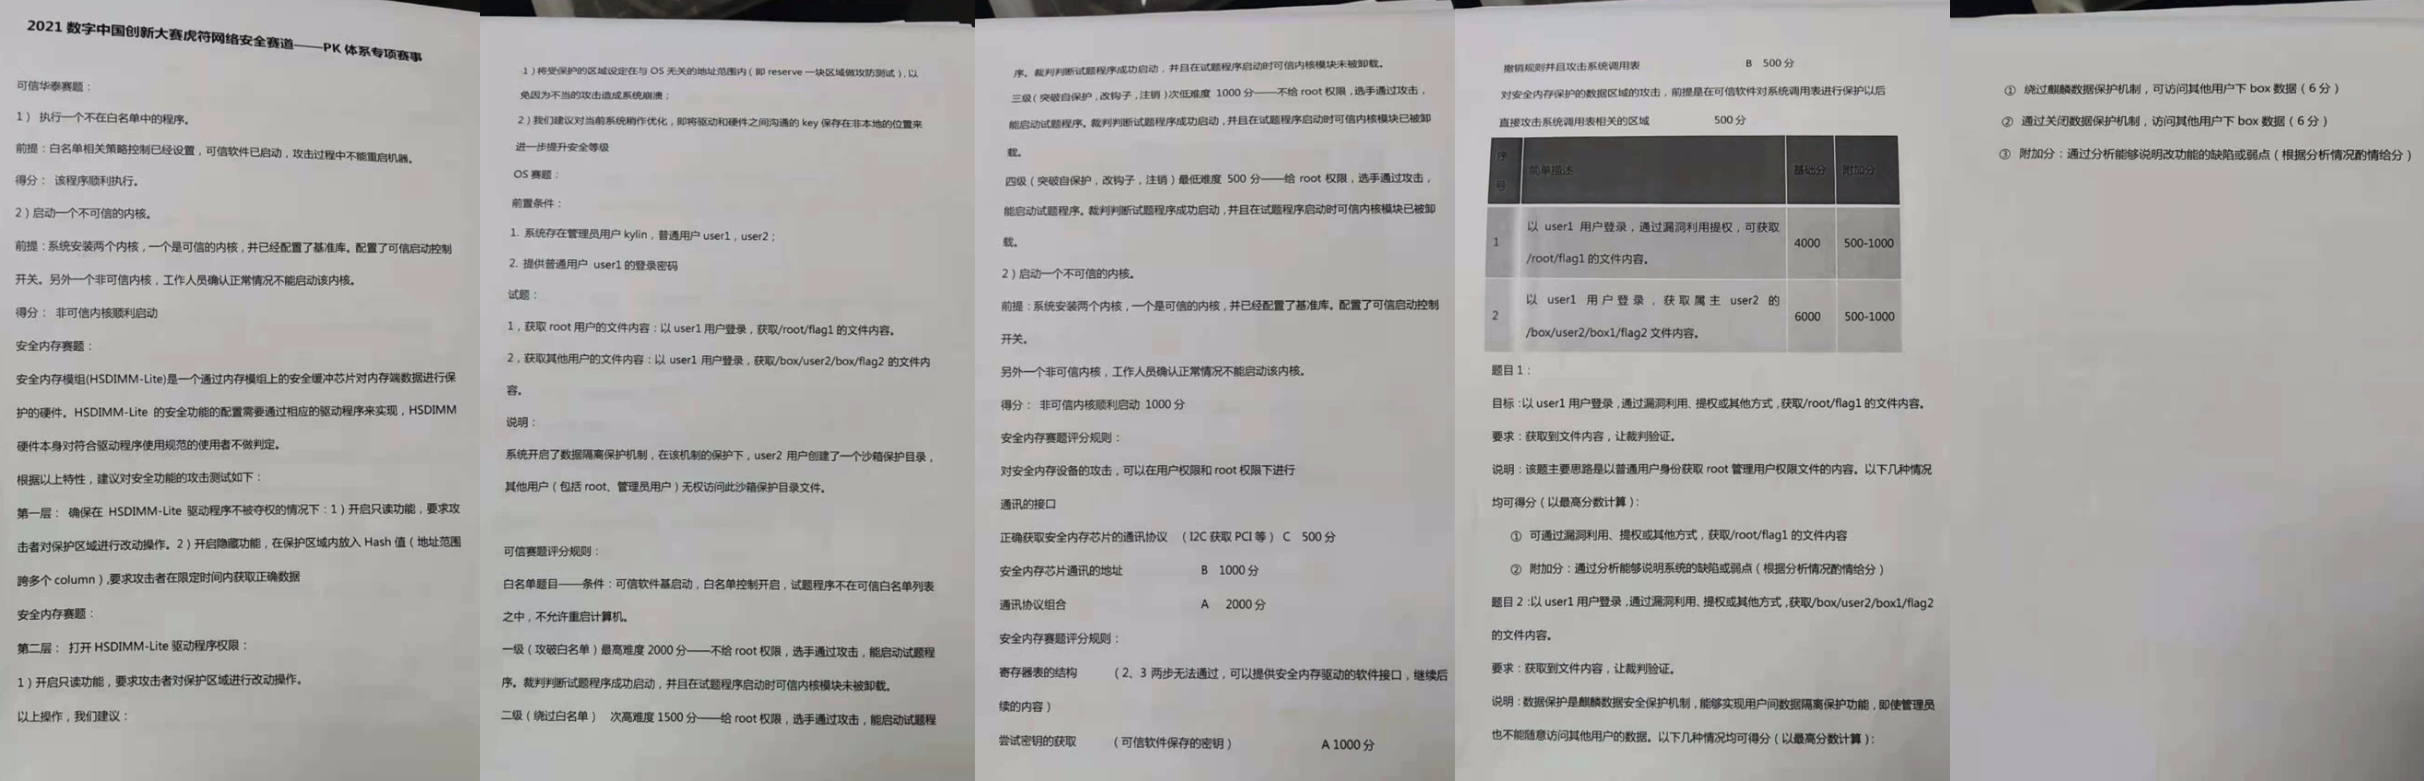 2021 数字中国创新大赛虎符网络安全赛道——PK 体系专项赛事
可信华泰赛题：
1） 执行一个不在白名单中的程序。
前提：白名单相关策略控制已经设置，可信软件已启动，攻击过程中不能重启机器。
得分： 该程序顺利执行。
2）启动一个不可信的内核。
前提：系统安装两个内核，一个是可信的内核，并已经配置了基准库。配置了可信启动控制
开关。另外一个非可信内核，工作人员确认正常情况不能启动该内核。
得分： 非可信内核顺利启动
安全内存赛题：
安全内存模组(HSDIMM-Lite)是一个通过内存模组上的安全缓冲芯片对内存端数据进行保
护的硬件。HSDIMM-Lite 的安全功能的配置需要通过相应的驱动程序来实现，HSDIMM
硬件本身对符合驱动程序使用规范的使用者不做判定。
根据以上特性，建议对安全功能的攻击测试如下：
第一层： 确保在 HSDIMM-Lite 驱动程序不被夺权的情况下：1）开启只读功能，要求攻
击者对保护区域进行改动操作。2）开启隐藏功能，在保护区域内放入 Hash 值（地址范围
跨多个 column）,要求攻击者在限定时间内获取正确数据
安全内存赛题：
第二层： 打开 HSDIMM-Lite 驱动程序权限：
1）开启只读功能，要求攻击者对保护区域进行改动操作。
以上操作，我们建议：
1）将受保护的区域设定在与 OS 无关的地址范围内（即 reserve 一块区域做攻防测试），以
免因为不当的攻击造成系统崩溃；
2）我们建议对当前系统稍作优化，即将驱动和硬件之间沟通的 key 保存在非本地的位置来
进一步提升安全等级
OS 赛题：
前置条件：
1. 系统存在管理员用户 kylin，普通用户 user1，user2；
2. 提供普通用户 user1 的登录密码
试题：
1，获取 root 用户的文件内容：以 user1 用户登录，获取/root/flag1 的文件内容。
2，获取其他用户的文件内容：以 user1 用户登录，获取/box/user2/box/flag2 的文件内
容。
说明：
系统开启了数据隔离保护机制，在该机制的保护下，user2 用户创建了一个沙箱保护目录，
其他用户（包括 root、管理员用户）无权访问此沙箱保护目录文件。
可信赛题评分规则：
白名单题目——条件：可信软件基启动，白名单控制开启，试题程序不在可信白名单列表
之中，不允许重启计算机。
一级（攻破白名单）最高难度 2000 分——不给 root 权限，选手通过攻击，能启动试题程
序。裁判判断试题程序成功启动，并且在试题程序启动时可信内核模块未被卸载。
二级（绕过白名单） 次高难度 1500 分——给 root 权限，选手通过攻击，能启动试题程
序。裁判判断试题程序成功启动，并且在试题程序启动时可信内核模块未被卸载。
三级（突破自保护，改钩子，注销）次低难度 1000 分——不给 root 权限，选手通过攻击，
能启动试题程序。裁判判断试题程序成功启动，并且在试题程序启动时可信内核模块已被卸
载。
四级（突破自保护，改钩子，注销）最低难度 500 分——给 root 权限，选手通过攻击，
能启动试题程序。裁判判断试题程序成功启动，并且在试题程序启动时可信内核模块已被卸
载。
2）启动一个不可信的内核。
前提：系统安装两个内核，一个是可信的内核，并已经配置了基准库。配置了可信启动控制
开关。
另外一个非可信内核，工作人员确认正常情况不能启动该内核。
得分： 非可信内核顺利启动 1000 分
安全内存赛题评分规则：
对安全内存设备的攻击，可以在用户权限和 root 权限下进行
通讯的接口
正确获取安全内存芯片的通讯协议 （I2C 获取 PCI 等） C 500 分
安全内存芯片通讯的地址 B 1000 分
通讯协议组合 A 2000 分
安全内存赛题评分规则：
寄存器表的结构 （2、3 两步无法通过，可以提供安全内存驱动的软件接口，继续后
续的内容）
尝试密钥的获取 （可信软件保存的密钥） A 1000 分
撤销规则并且攻击系统调用表 B 500 分
对安全内存保护的数据区域的攻击，前提是在可信软件对系统调用表进行保护以后
直接攻击系统调用表相关的区域 500 分
序号 简单描述 基础分 附加分
1 以 user1 用户登录，通过漏洞利用提权，可获取 4000 500-1000
/root/flag1 的文件内容。
2 以 user1 用户登录，获取属主 user2 的 6000 500-1000
/box/user2/box1/flag2 文件内容。
题目 1：
目标：以 user1 用户登录，通过漏洞利用、提权或其他方式，获取/root/flag1 的文件内容。
要求：获取到文件内容，让裁判验证。
说明：该题主要思路是以普通用户身份获取 root 管理用户权限文件的内容。以下几种情况
均可得分（以最高分数计算）：
① 可通过漏洞利用、提权或其他方式，获取/root/flag1 的文件内容
② 附加分：通过分析能够说明系统的缺陷或弱点（根据分析情况酌情给分）
题目 2：以 user1 用户登录，通过漏洞利用、提权或其他方式，获取/box/user2/box1/flag2
的文件内容。
要求：获取到文件内容，让裁判验证。
说明：数据保护是麒麟数据安全保护机制，能够实现用户间数据隔离保护功能，即使管理员
也不能随意访问其他用户的数据。以下几种情况均可得分（以最高分数计算）：
① 绕过麒麟数据保护机制，可访问其他用户下 box 数据（6 分）
② 通过关闭数据保护机制，访问其他用户下 box 数据（6 分）
③ 附加分：通过分析能够说明改功能的缺陷或弱点（根据分析情况酌情给分）